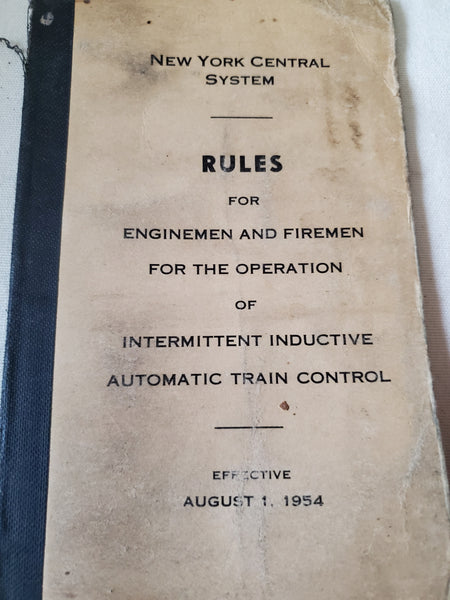 New York Central
System
RULES
FOR
ENGINEMEN AND FIREMEN
FOR THE OPERATION
OF
INTERMITTENT INDUCTIVE
AUTOMATIC TRAIN CONTROL
EFFECTIVE
AUGUST 1, 1954